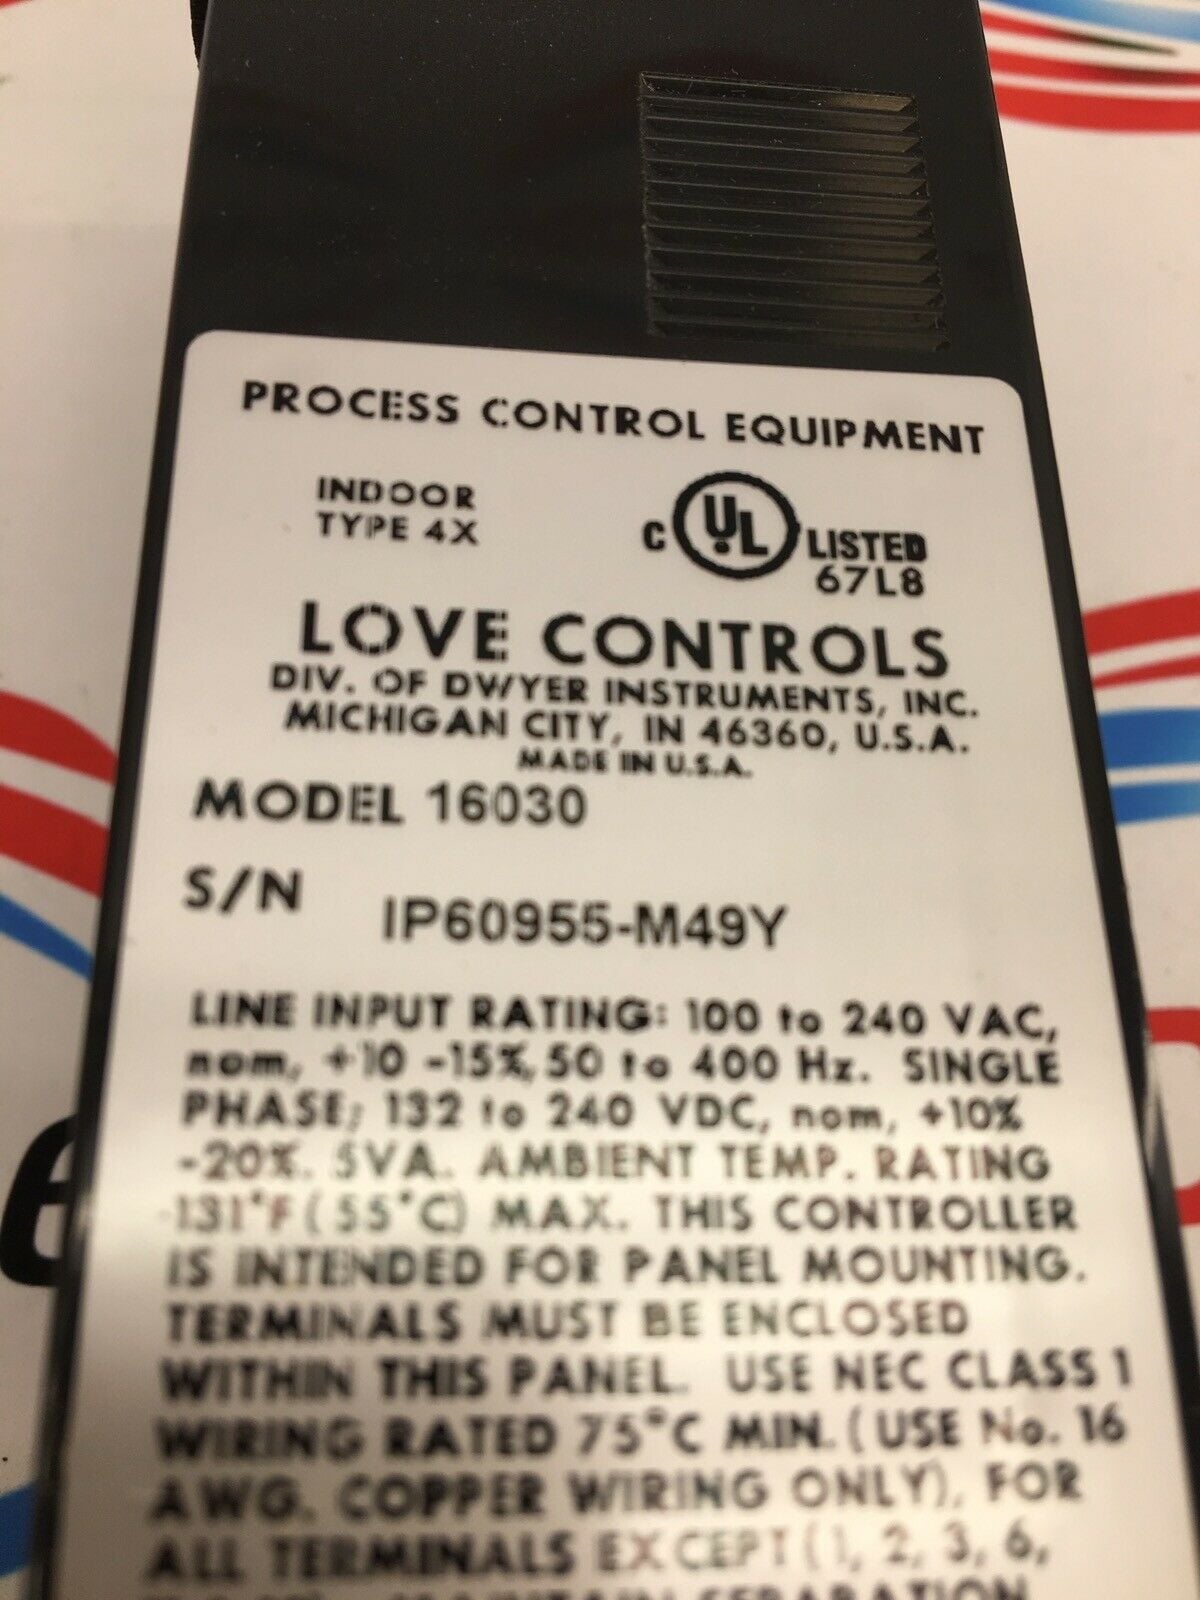 PROCESS CONTROL EQUIPMENT
INDOOR
TYPE 4X
C UL LISTED
67L8
LOVE CONTROLS
DIV. OF DWYER INSTRUMENTS, INC.
MICHIGAN CITY, IN 46360, U.S.A.
MADE IN U.S.A.
MODEL 16030
S/N IP60955-M49Y
LINE INPUT RATING: 100 to 240 VAC,
nom, +10 -15%, 50 to 400 Hz. SINGLE
PHASE; 132 to 240 VDC, nom, +10%
-20%. 5VA. AMBIENT TEMP. RATING
131°F (55°C) MAX. THIS CONTROLLER
IS INTENDED FOR PANEL MOUNTING.
TERMINALS MUST BE ENCLOSED
WITHIN THIS PANEL. USE NEC CLASS 1
WIRING RATED 75°C MIN. (USE No. 16
AWG. COPPER WIRING ONLY), FOR
ALL TERMINALS EXCEPT (1, 2, 3, 6,
SEPARATION